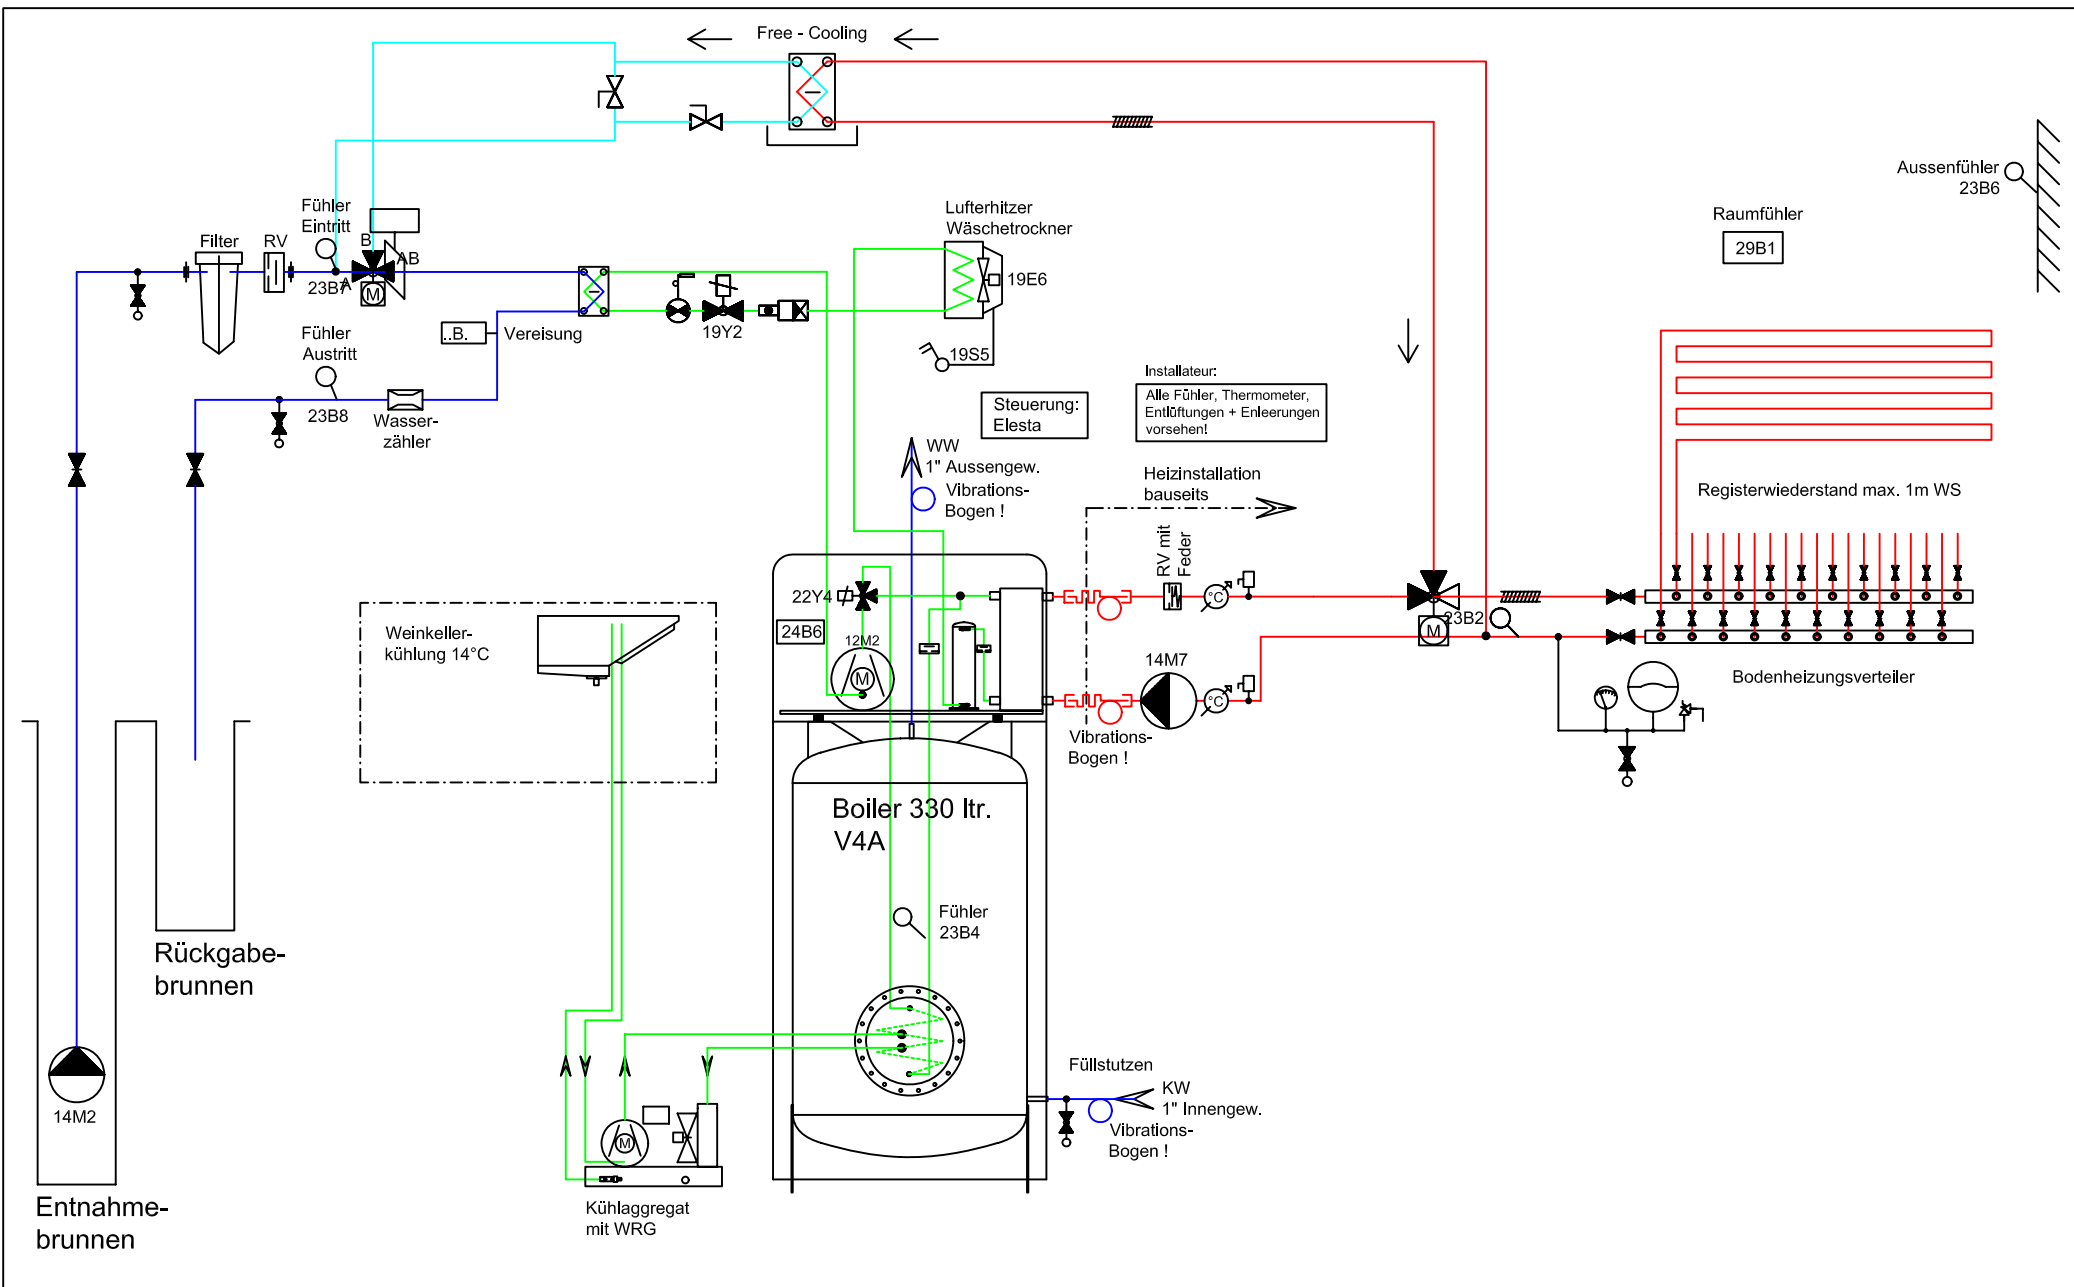 Free - Cooling
Aussenfühler
23B6
Raumfühler
29B1
Fühler
Eintritt
Filter
RV
B
AB
A
23B7
M
Lufterhitzer
Wäschetrockner
19E6
19Y2
19S5
..B.
Vereisung
Fühler
Austritt
23B8
Wasser-
zähler
Steuerung:
Elesta
Installateur:
Alle Fühler, Thermometer,
Entlüftungen + Enleerungen
vorsehen!
WW
1" Aussengew.
Vibrations-
Bogen !
Heizinstallation
bauseits
RV mit
Feder
Registerwiederstand max. 1m WS
22Y4
24B6
12M2
M
°C
23B2
M
14M7
°C
Bodenheizungsverteiler
Vibrations-
Bogen !
Weinkeller-
kühlung 14°C
Boiler 330 ltr.
V4A
Fühler
23B4
Rückgabe-
brunnen
14M2
Entnahme-
brunnen
M
Kühlaggregat
mit WRG
Füllstutzen
KW
1" Innengew.
Vibrations-
Bogen !